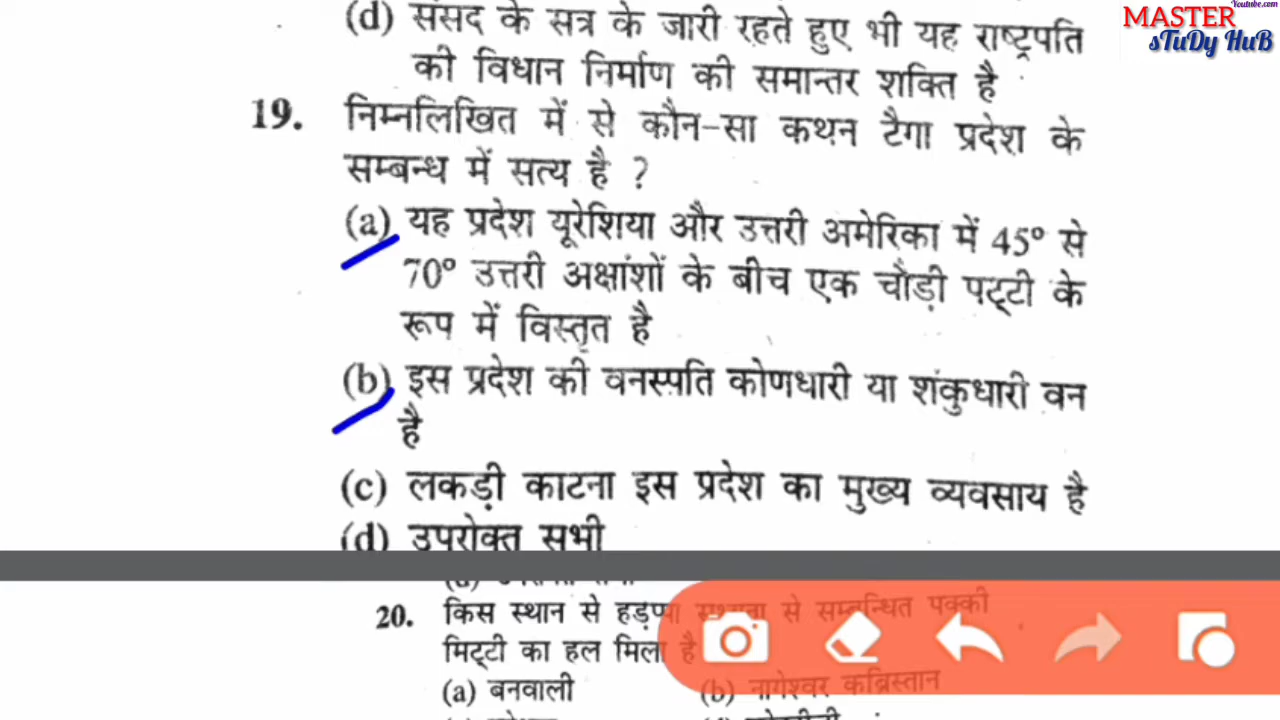 Youtube.com
MASTER
sTuDy HuB
(d) संसद के सत्र के जारी रहते हुए भी यह राष्ट्रपति
की विधान निर्माण की समान्तर शक्ति है
19. निम्नलिखित में से कौन-सा कथन टैगा प्रदेश के
सम्बन्ध में सत्य है ?
(a) यह प्रदेश यूरेशिया और उत्तरी अमेरिका में 45° से
70° उत्तरी अक्षांशों के बीच एक चौड़ी पट्टी के
रूप में विस्तृत है
(b) इस प्रदेश की वनस्पति कोणधारी या शंकुधारी वन
है
(c) लकड़ी काटना इस प्रदेश का मुख्य व्यवसाय है
(d) उपरोक्त सभी
20. किस स्थान से हड़प्पा सभ्यता से सम्बन्धित पक्की
मिट्टी का हल मिला है
(a) बनवाली (b) नागेश्वर कब्रिस्तान